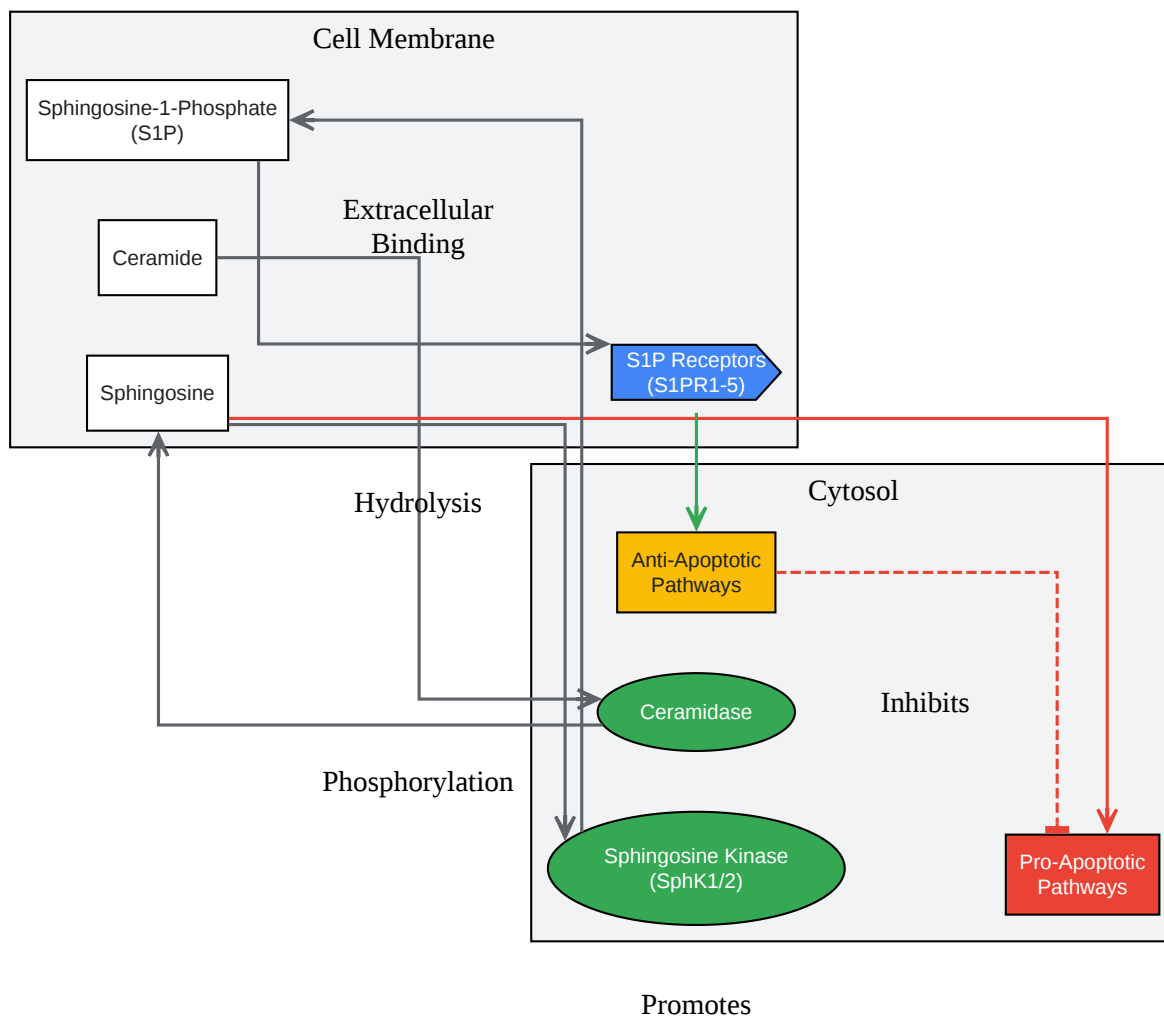 Cell Membrane
Sphingosine-1-Phosphate
(S1P)
Extracellular
Binding
Ceramide
S1P Receptors
(S1PR1-5)
Sphingosine
Cytosol
Hydrolysis
Anti-Apoptotic
Pathways
Inhibits
Ceramidase
Phosphorylation
Sphingosine Kinase
(SphK1/2)
Pro-Apoptotic
Pathways
Promotes